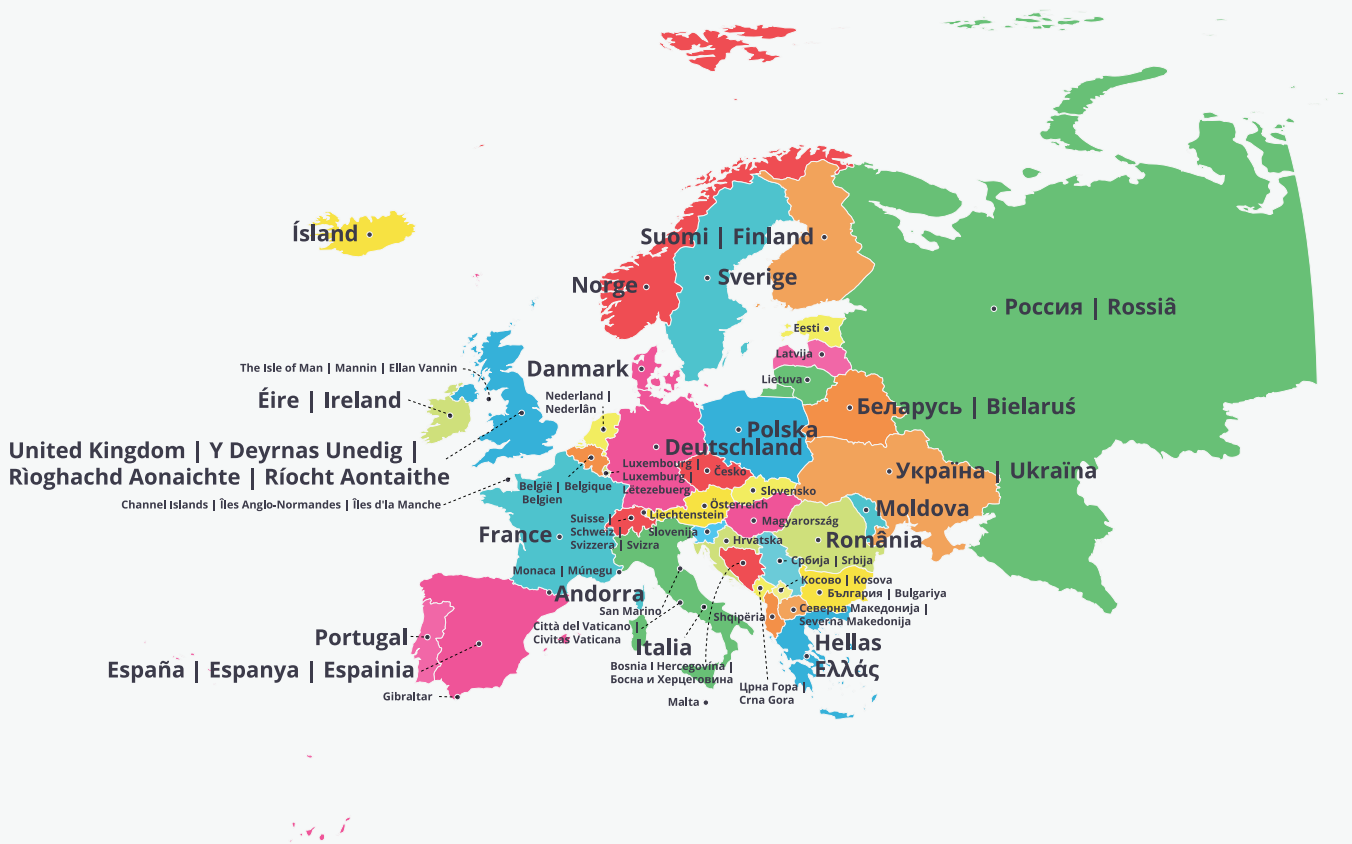 Ísland
Suomi | Finland
Norge
Sverige
Россия | Rossiâ
Eesti
Latvija
The Isle of Man | Mannin | Ellan Vannin
Danmark
Lietuva
Éire | Ireland
Nederland |
Nederlân
Беларусь | Bielaruś
United Kingdom | Y Deyrnas Unedig |
Rìoghachd Aonaichte | Ríocht Aontaithe
Polska
Deutschland
Luxembourg |
Luxemburg |
Lëtezebuerg
Česko
Україна | Ukraïna
België | Belgique
Belgien
Slovensko
Channel Islands | Îles Anglo-Normandes | Îles d'la Manche
Österreich
Moldova
Liechtenstein
Suisse |
Schweiz |
Svizzera | Svizra
Magyarország
France
Slovenija
Hrvatska
România
Србија | Srbija
Monaca | Múnegu
Косово | Kosova
Andorra
България | Bulgariya
San Marino
Città del Vaticano |
Civitas Vaticana
Shqipëria
Северна Македонија |
Severna Makedonija
Portugal
Italia
Hellas
Ελλάς
España | Espanya | Espainia
Bosnia I Hercegovína |
Босна и Херцеговина
Црна Гора |
Crna Gora
Gibraltar
Malta